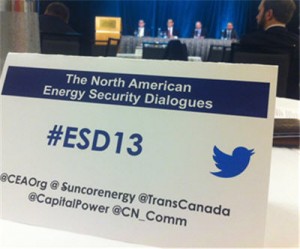 The North American
Energy Security Dialogues
#ESD13
@CEAOrg @ Suncorenergy @TransCanada
@CapitalPower @CN_Comm